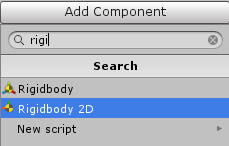 Add Component
rigi
Search
Rigidbody
Rigidbody 2D
New script